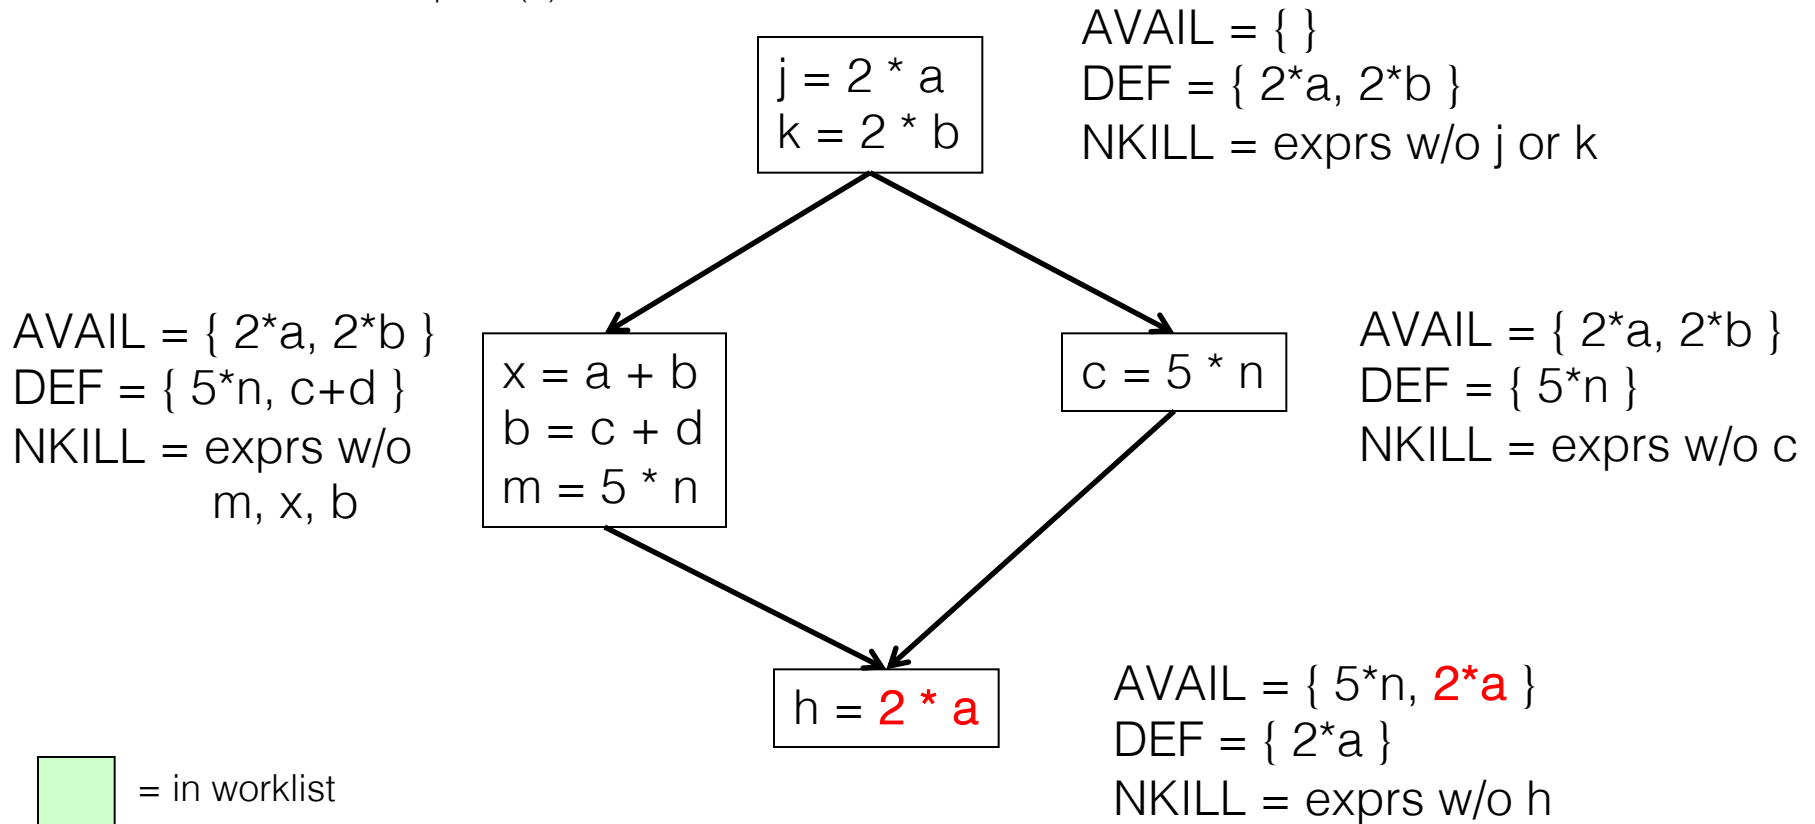 j = 2 * a
k = 2 * b
AVAIL = { }
DEF = { 2*a, 2*b }
NKILL = exprs w/o j or k
AVAIL = { 2*a, 2*b }
DEF = { 5*n, c+d }
NKILL = exprs w/o
m, x, b
x = a + b
b = c + d
m = 5 * n
c = 5 * n
AVAIL = { 2*a, 2*b }
DEF = { 5*n }
NKILL = exprs w/o c
h = 2 * a
AVAIL = { 5*n, 2*a }
DEF = { 2*a }
NKILL = exprs w/o h
= in worklist